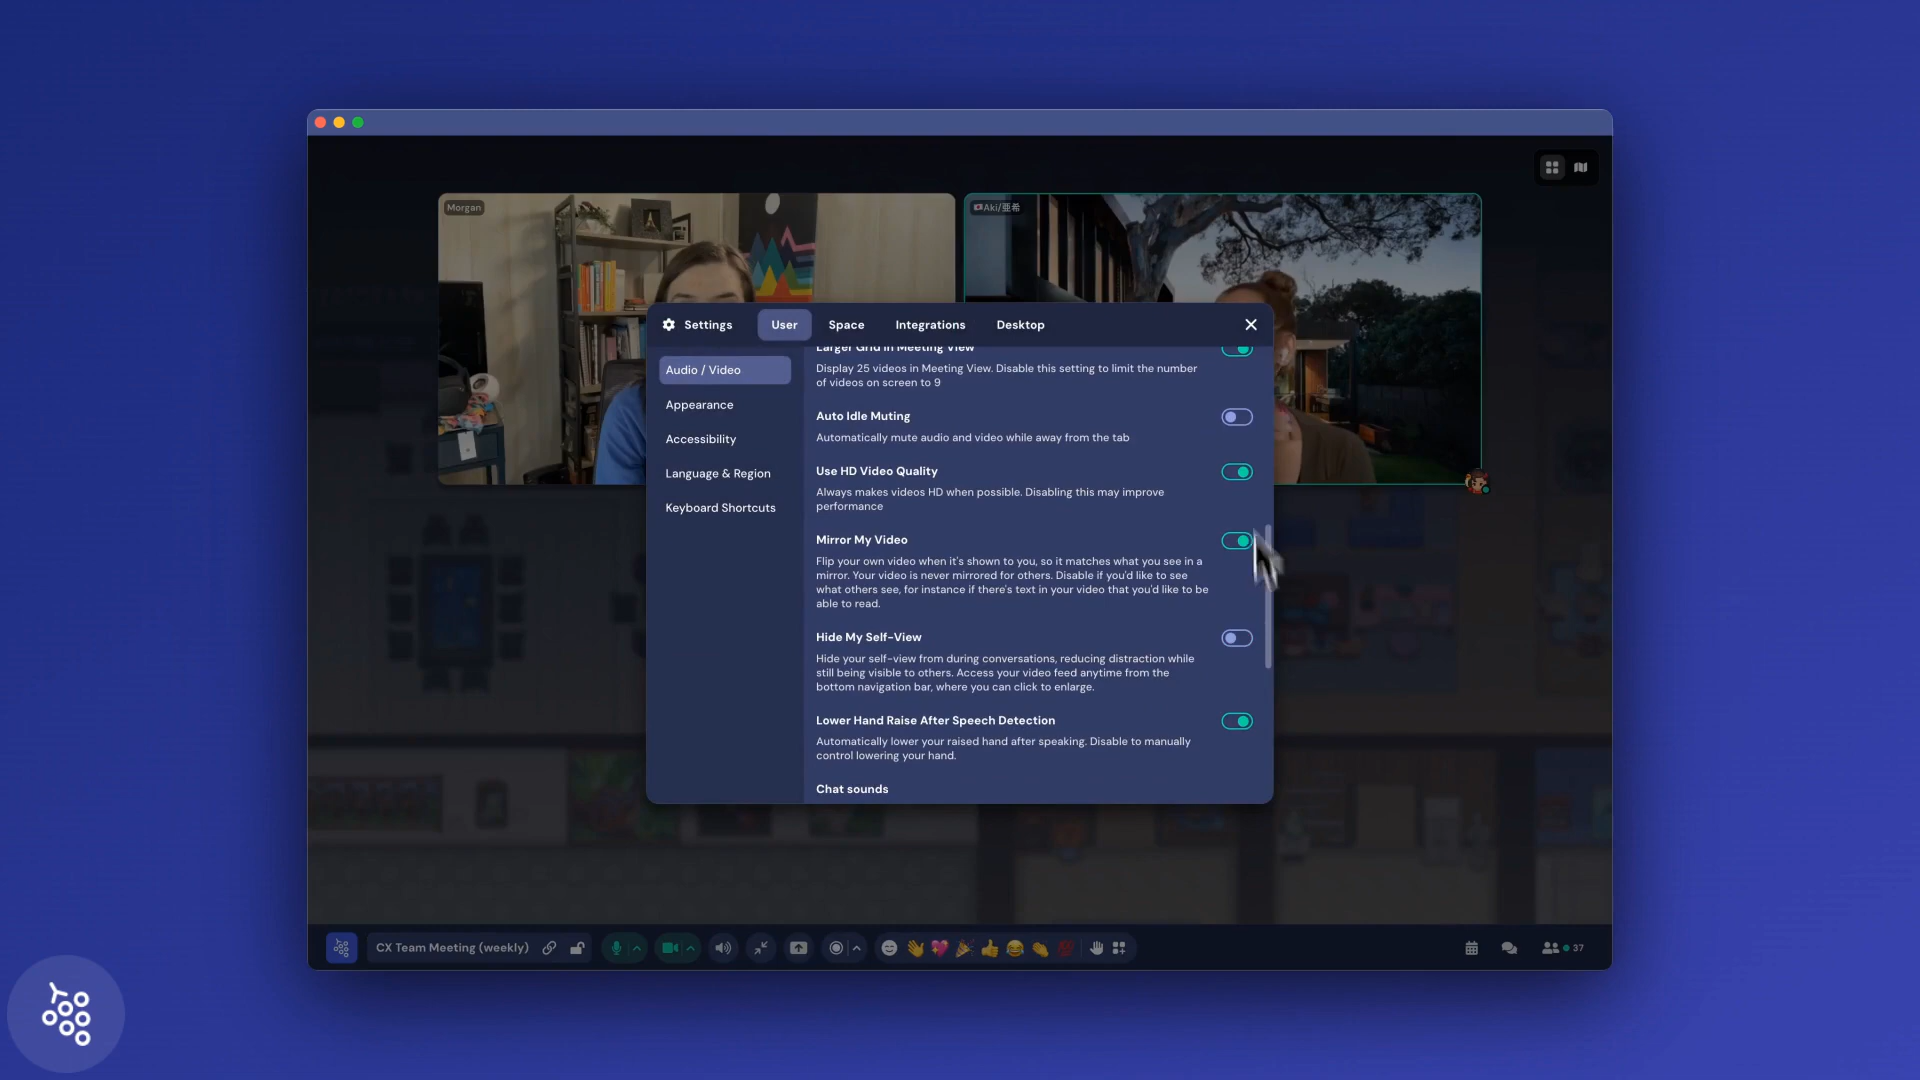 Morgan
Aki/亜希
Settings
User
Space
Integrations
Desktop
Audio / Video
Appearance
Accessibility
Language & Region
Keyboard Shortcuts
Larger Grid in Meeting View
Display 25 videos in Meeting View. Disable this setting to limit the number
of videos on screen to 9
Auto Idle Muting
Automatically mute audio and video while away from the tab
Use HD Video Quality
Always makes videos HD when possible. Disabling this may improve
performance
Mirror My Video
Flip your own video when it's shown to you, so it matches what you see in a
mirror. Your video is never mirrored for others. Disable if you'd like to see
what others see, for instance if there's text in your video that you'd like to be
able to read.
Hide My Self-View
Hide your self-view from during conversations, reducing distraction while
still being visible to others. Access your video feed anytime from the
bottom navigation bar, where you can click to enlarge.
Lower Hand Raise After Speech Detection
Automatically lower your raised hand after speaking. Disable to manually
control lowering your hand.
Chat sounds
CX Team Meeting (weekly)
37